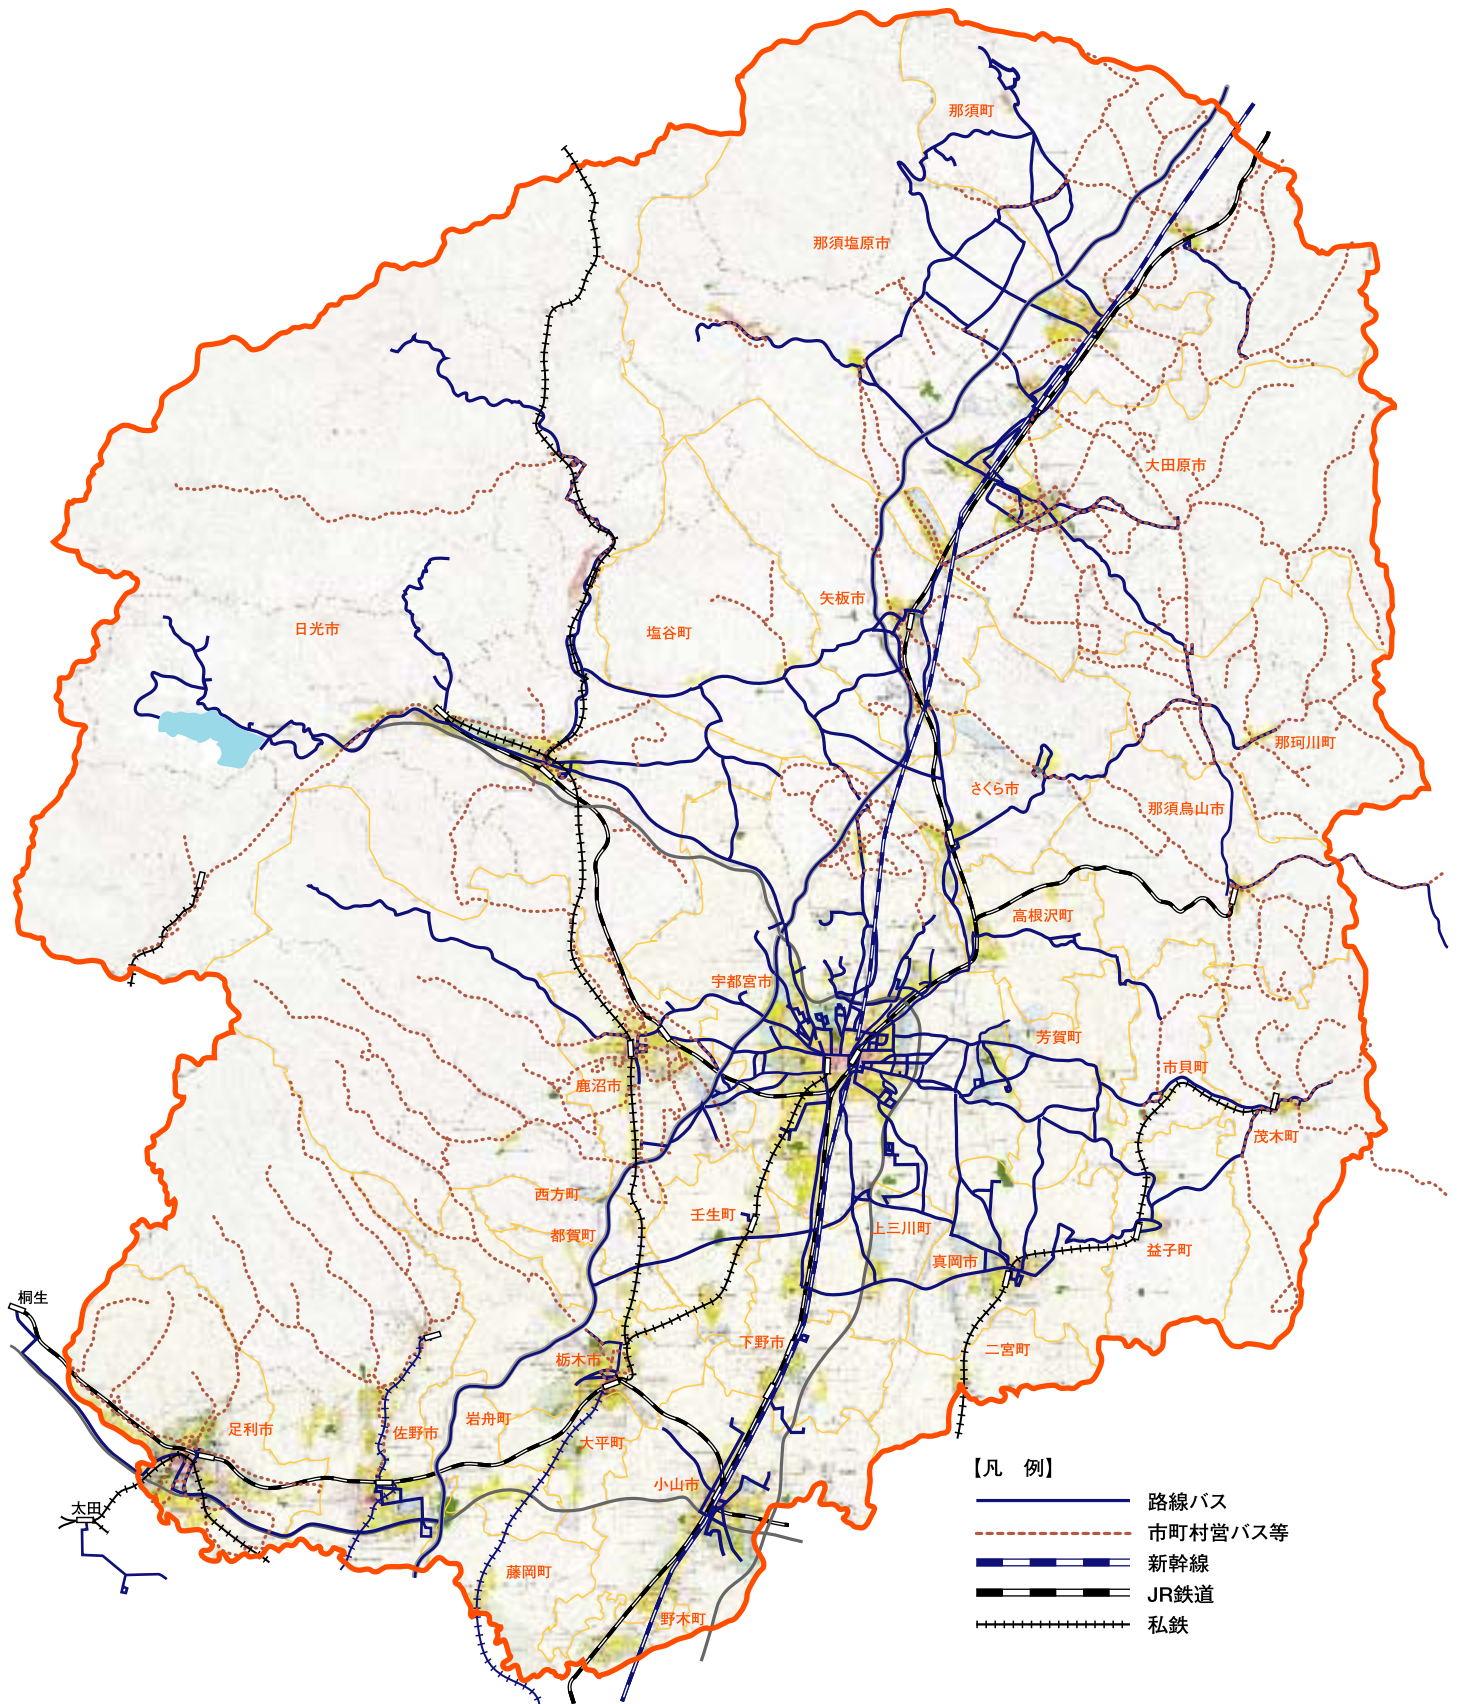 那須町
那須塩原市
大田原市
矢板市
日光市
塩谷町
那珂川町
さくら市
那須烏山市
高根沢町
宇都宮市
芳賀町
市貝町
鹿沼市
茂木町
西方町
壬生町
都賀町
上三川町
真岡市
益子町
桐生
下野市
二宮町
栃木市
岩舟町
足利市
佐野市
大平町
小山市
太田
藤岡町
野木町
【凡 例】
路線バス
市町村営バス等
新幹線
JR鉄道
私鉄